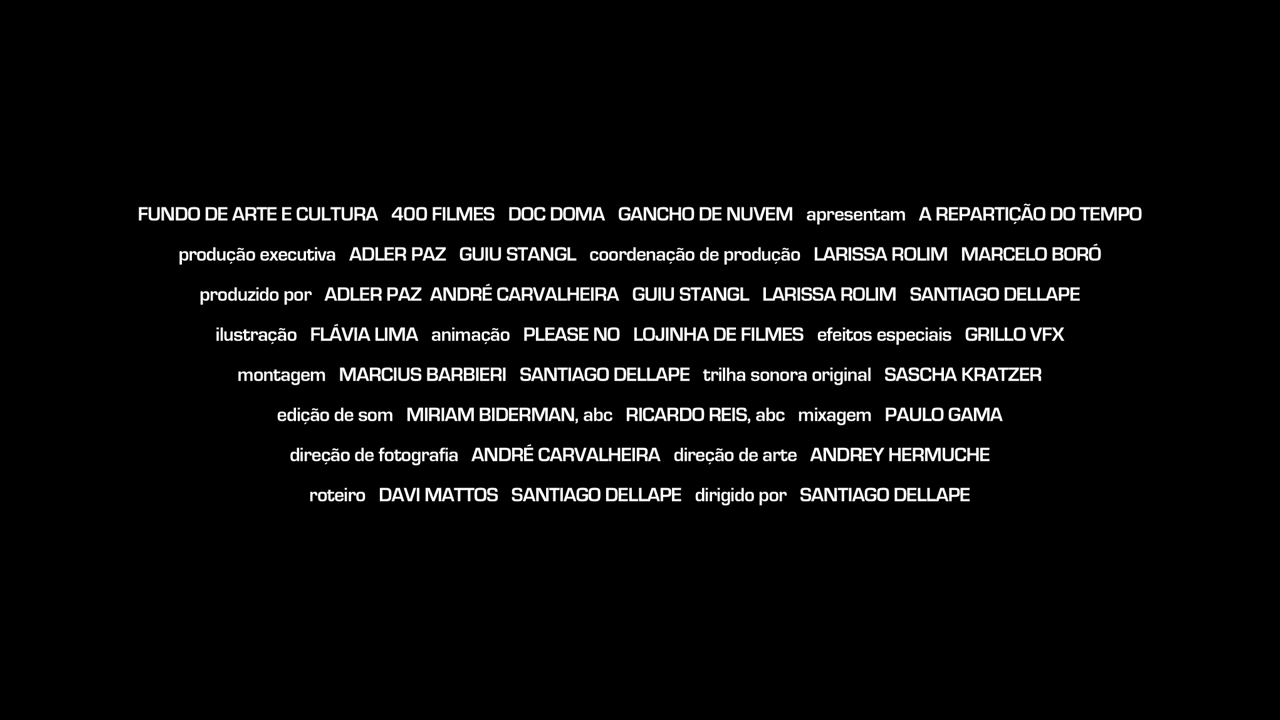 FUNDO DE ARTE E CULTURA 400 FILMES DOC DOMA GANCHO DE NUVEM apresentam A REPARTIÇÃO DO TEMPO
produção executiva ADLER PAZ GUIU STANGL coordenação de produção LARISSA ROLIM MARCELO BORÓ
produzido por ADLER PAZ ANDRÉ CARVALHEIRA GUIU STANGL LARISSA ROLIM SANTIAGO DELLAPE
ilustração FLÁVIA LIMA animação PLEASE NO LOJINHA DE FILMES efeitos especiais GRILLO VFX
montagem MARCIUS BARBIERI SANTIAGO DELLAPE trilha sonora original SASCHA KRATZER
edição de som MIRIAM BIDERMAN, abc RICARDO REIS, abc mixagem PAULO GAMA
direção de fotografia ANDRÉ CARVALHEIRA direção de arte ANDREY HERMUCHE
roteiro DAVI MATTOS SANTIAGO DELLAPE dirigido por SANTIAGO DELLAPE